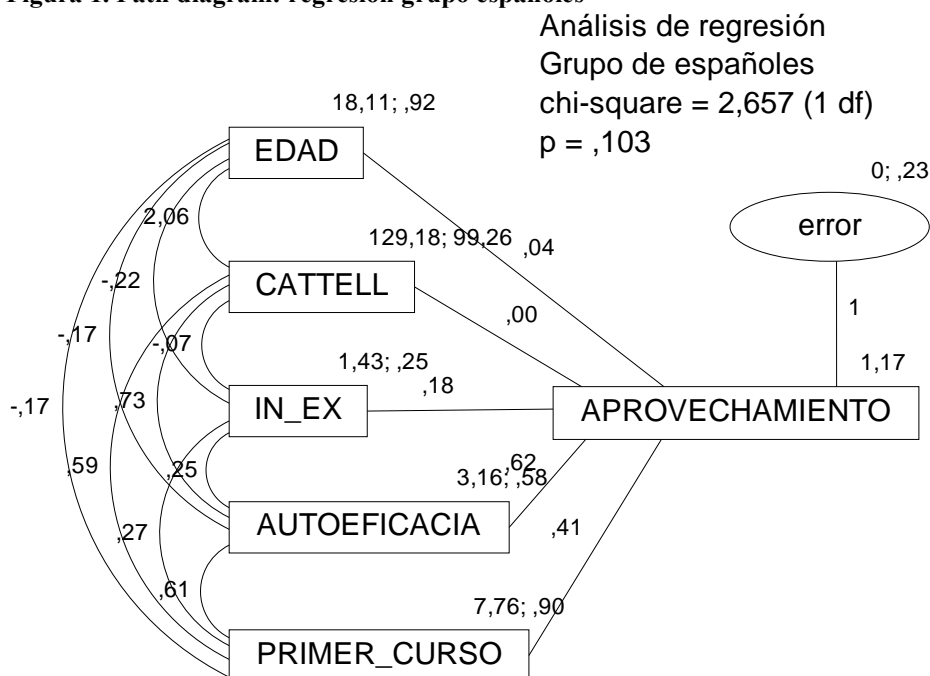 Figura 1. Path diagram: regresión grupo españoles
Análisis de regresión
Grupo de españoles
chi-square = 2,657 (1 df)
p = ,103
18,11; ,92
EDAD
0; ,23
error
2,06
129,18; 99,26
,04
CATTELL
-,22
,00
1
-,17
-,07
1,43; ,25
,18
1,17
-,17
,73
IN_EX
APROVECHAMIENTO
,59
,25
,62
3,16; ,58
AUTOEFICACIA
,27
,41
,61
7,76; ,90
PRIMER_CURSO